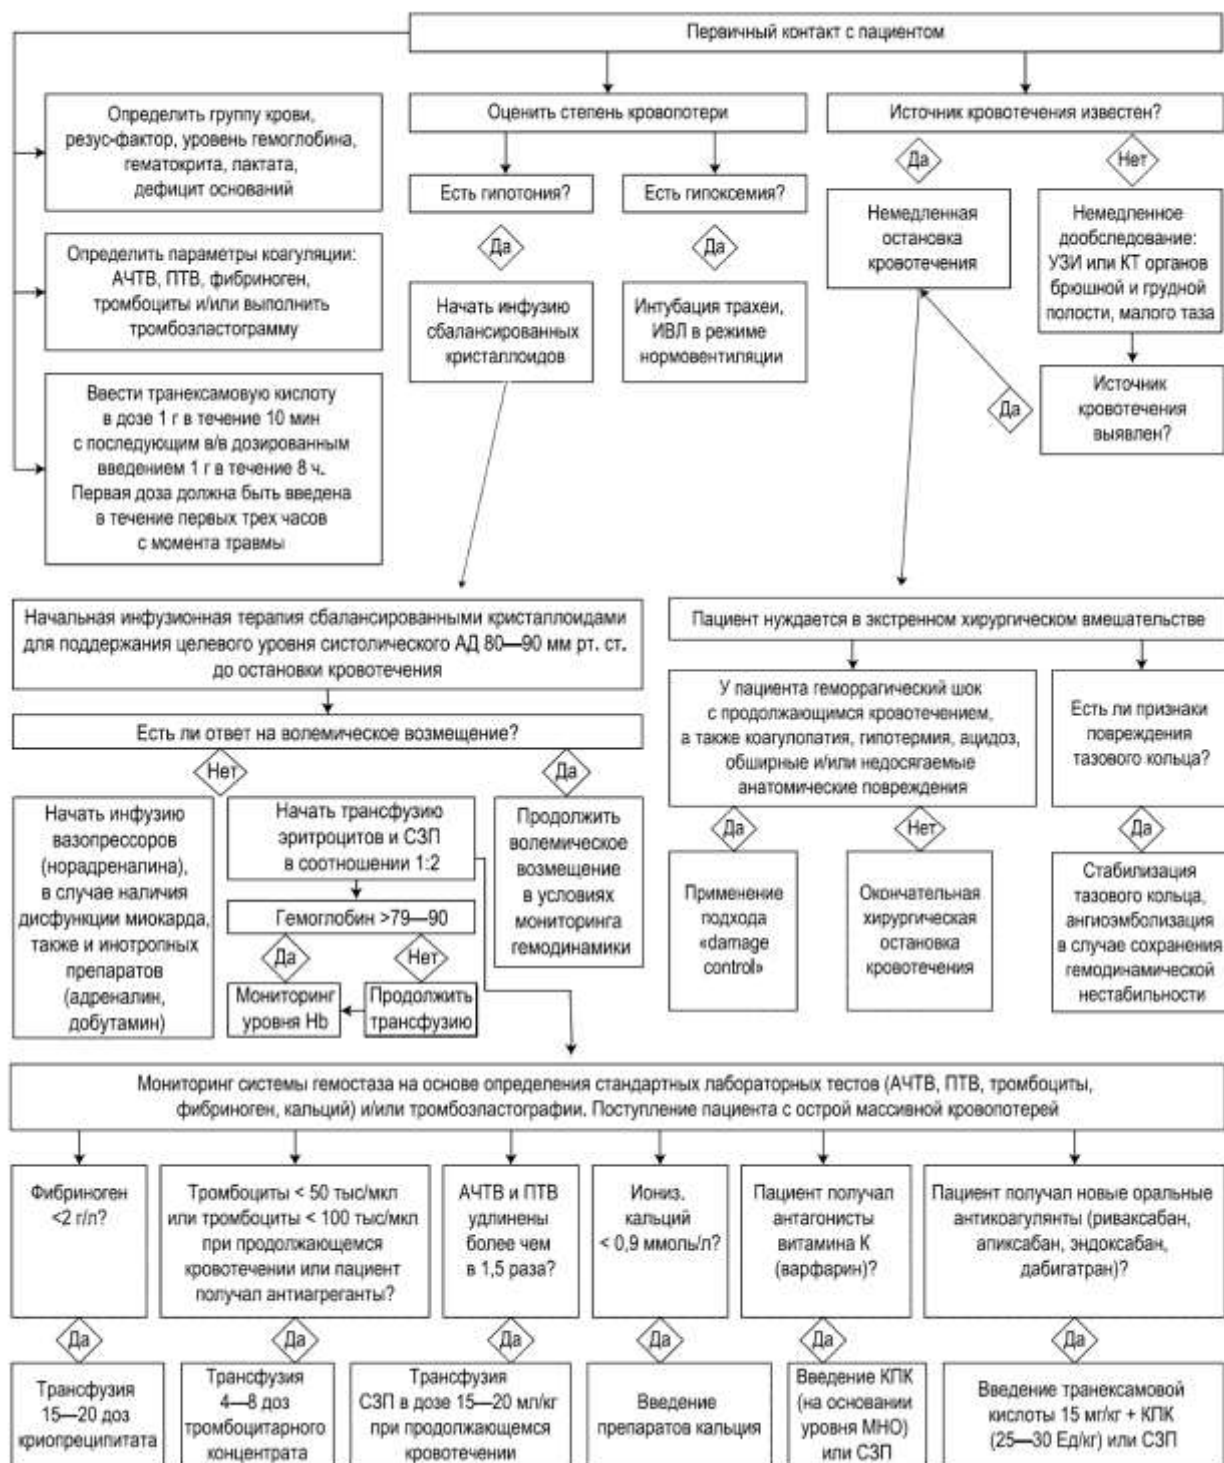 Первичный контакт с пациентом
Определить группу крови,
резус-фактор, уровень гемоглобина,
гематокрита, лактата,
дефицит оснований
Определить параметры коагуляции:
АЧТВ, ПТВ, фибриноген,
тромбоциты и/или выполнить
тромбоэластограмму
Ввести транексамовую кислоту
в дозе 1 г в течение 10 мин
с последующим в/в дозированным
введением 1 г в течение 8 ч.
Первая доза должна быть введена
в течение первых трех часов
с момента травмы
Оценить степень кровопотери
Есть гипотония?
Да
Начать инфузию
сбалансированных
кристаллоидов
Есть гипоксемия?
Да
Интубация трахеи,
ИВЛ в режиме
нормовентиляции
Источник кровотечения известен?
Да
Немедленная
остановка
кровотечения
Нет
Немедленное
дообследование:
УЗИ или КТ органов
брюшной и грудной
полости, малого таза
Да
Источник
кровотечения
выявлен?
Начальная инфузионная терапия сбалансированными кристаллоидами
для поддержания целевого уровня систолического АД 80—90 мм рт. ст.
до остановки кровотечения
Есть ли ответ на волемическое возмещение?
Нет
Да
Начать инфузию
вазопрессоров
(норадреналина),
в случае наличия
дисфункции миокарда,
также и инотропных
препаратов
(адреналин,
добутамин)
Начать трансфузию
эритроцитов и СЗП
в соотношении 1:2
Гемоглобин >79—90
Да
Нет
Мониторинг
уровня Hb
Продолжить
трансфузию
Продолжить
волемическое
возмещение
в условиях
мониторинга
гемодинамики
Пациент нуждается в экстренном хирургическом вмешательстве
У пациента геморрагический шок
с продолжающимся кровотечением,
а также коагулопатия, гипотермия, ацидоз,
обширные и/или недосягаемые
анатомические повреждения
Да
Нет
Применение
подхода
«damage
control»
Окончательная
хирургическая
остановка
кровотечения
Есть ли признаки
повреждения
тазового кольца?
Да
Стабилизация
тазового кольца,
ангиоэмболизация
в случае сохранения
гемодинамической
нестабильности
Мониторинг системы гемостаза на основе определения стандартных лабораторных тестов (АЧТВ, ПТВ, тромбоциты,
фибриноген, кальций) и/или тромбоэластографии. Поступление пациента с острой массивной кровопотерей
Фибриноген
<2 г/л?
Да
Трансфузия
15—20 доз
криопреципитата
Тромбоциты < 50 тыс/мкл
или тромбоциты < 100 тыс/мкл
при продолжающемся
кровотечении или пациент
получал антиагреганты?
Да
Трансфузия
4—8 доз
тромбоцитарного
концентрата
АЧТВ и ПТВ
удлинены
более чем
в 1,5 раза?
Да
Трансфузия
СЗП в дозе 15—20 мл/кг
при продолжающемся
кровотечении
Иониз.
кальций
< 0,9 ммоль/л?
Да
Введение
препаратов кальция
Пациент получал
антагонисты
витамина К
(варфарин)?
Да
Введение КПК
(на основании
уровня МНО)
или СЗП
Пациент получал новые оральные
антикоагулянты (риваксабан,
апиксабан, эндоксабан,
дабигатран)?
Да
Введение транексамовой
кислоты 15 мг/кг + КПК
(25—30 Ед/кг) или СЗП